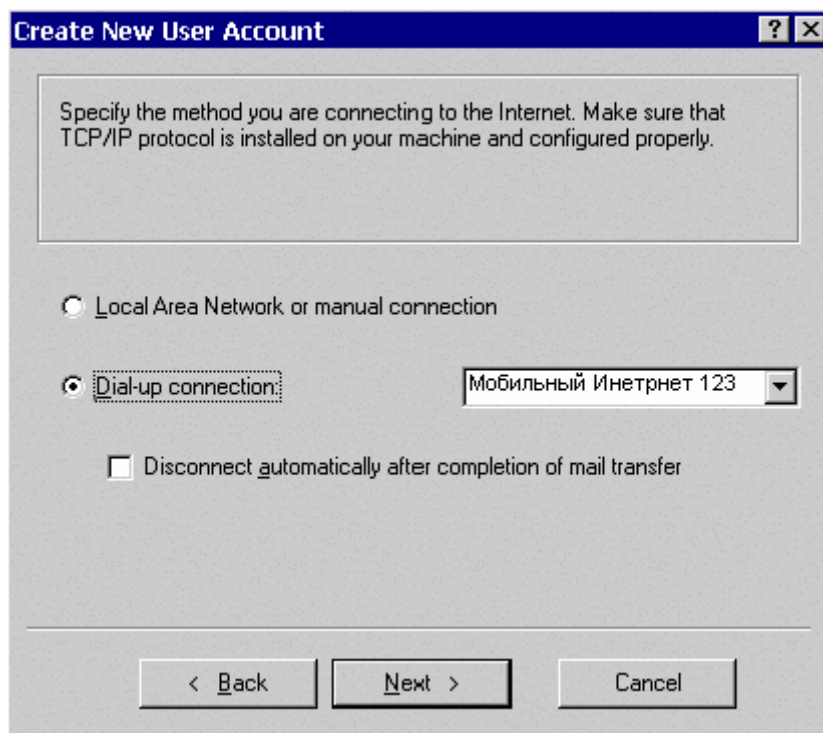 Create New User Account
Specify the method you are connecting to the Internet. Make sure that
TCP/IP protocol is installed on your machine and configured properly.
Local Area Network or manual connection
Dial-up connection: Мобильный Инетрнет 123
Disconnect automatically after completion of mail transfer
< Back Next > Cancel